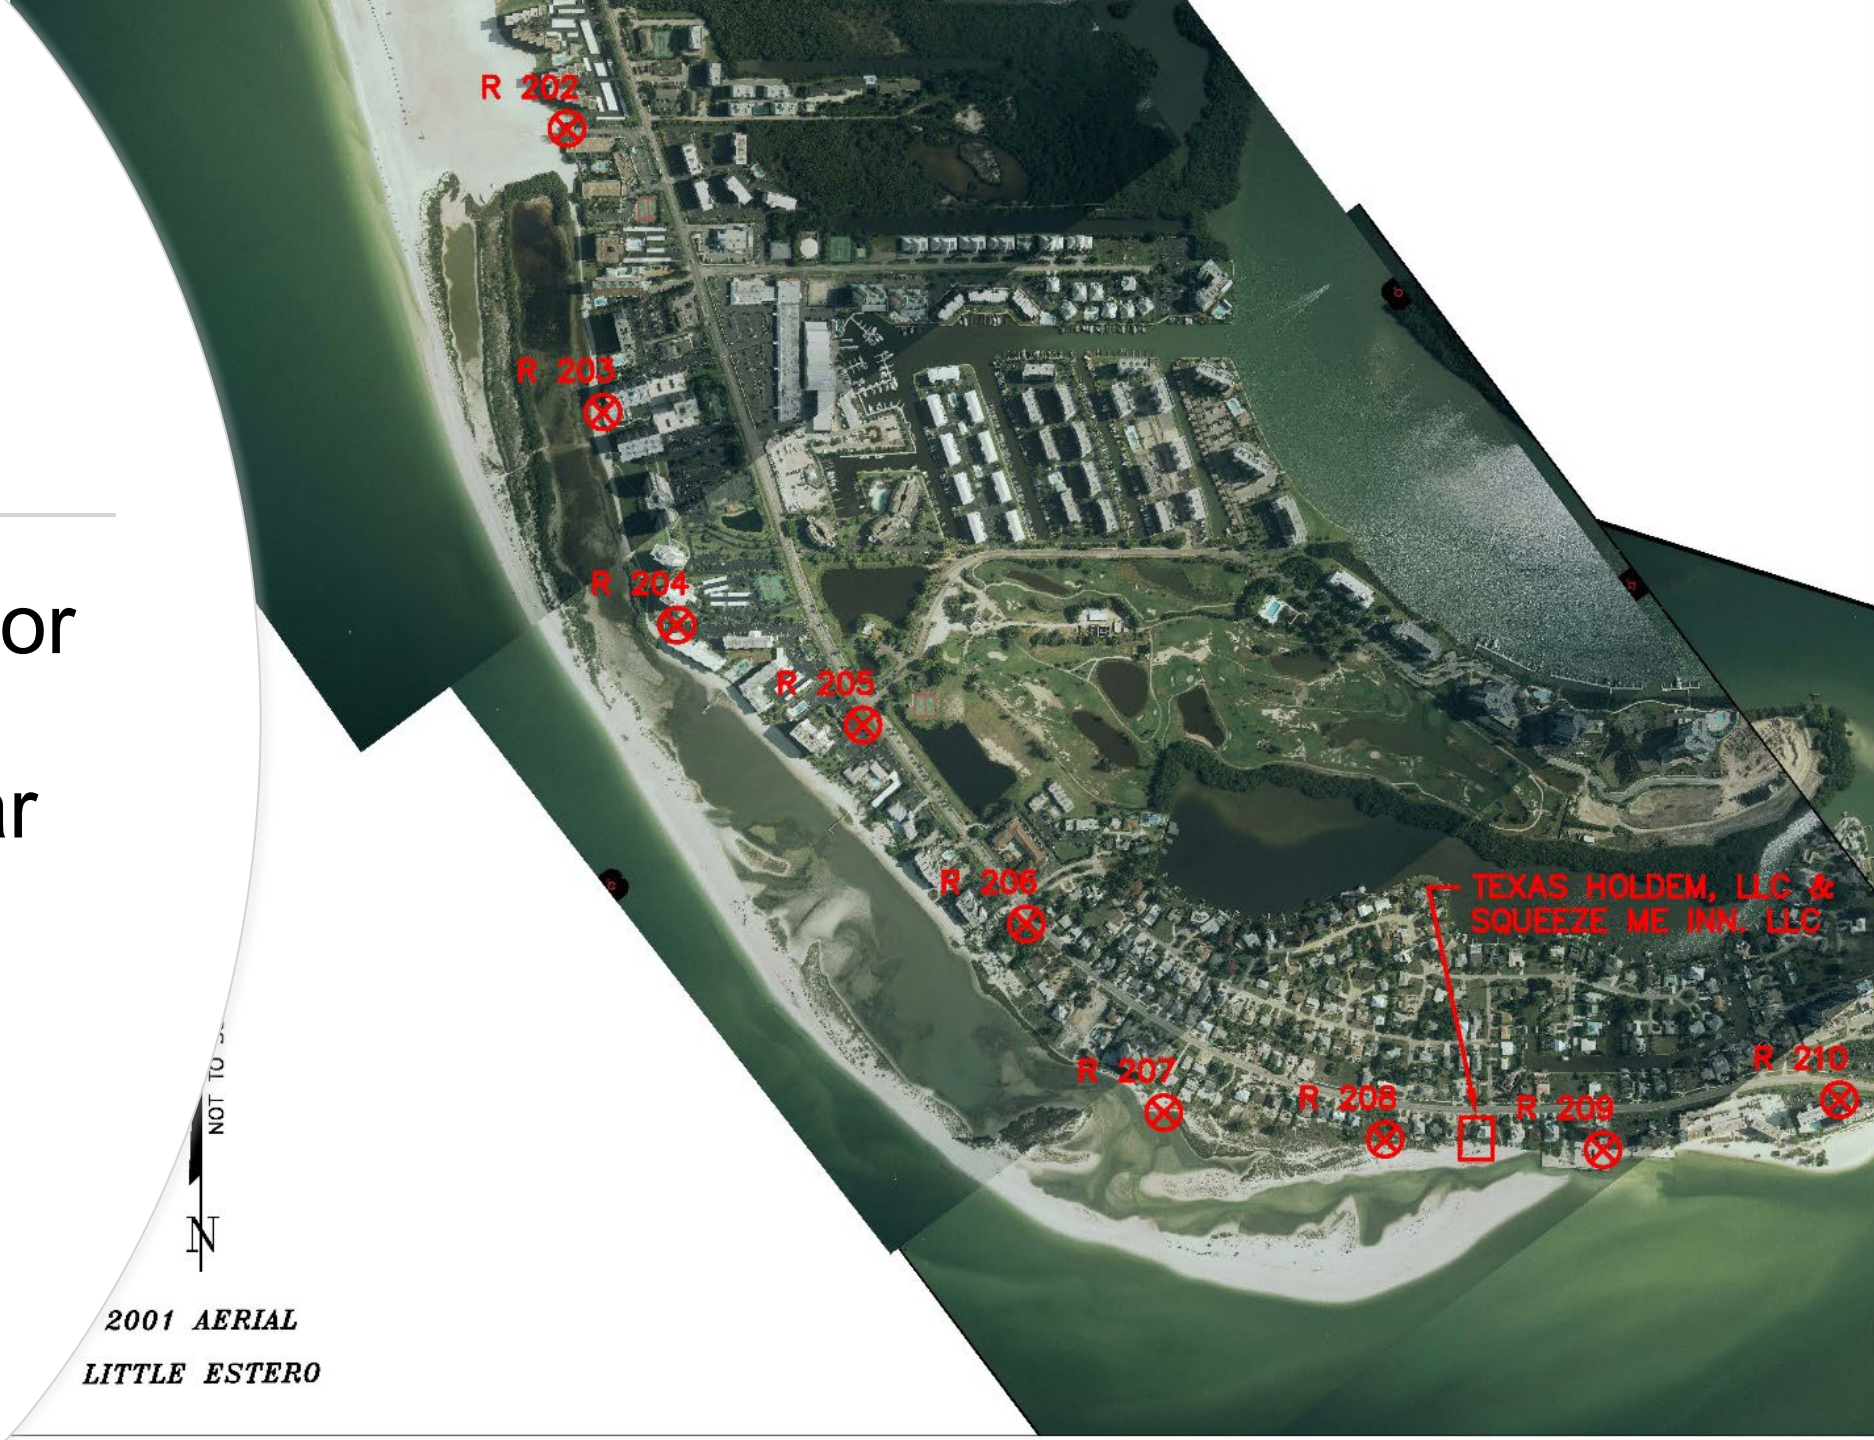 R 202
R 203
or
R 204
R 205
ar
R 206
TEXAS HOLDEM, LLC &
SQUEEZE ME INN. LLC
R 207
R 208
R 209
R 210
NOT TO
N
2001 AERIAL
LITTLE ESTERO